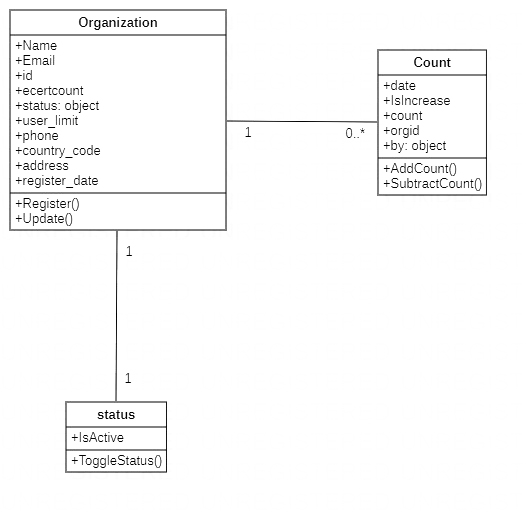 Organization
+Name
+Email
+id
+ecertcount
+status: object
+user_limit
+phone
+country_code
+address
+register_date
+Register()
+Update()
1
0..*
Count
+date
+IsIncrease
+count
+orgid
+by: object
+AddCount()
+SubtractCount()
1
1
status
+IsActive
+ToggleStatus()